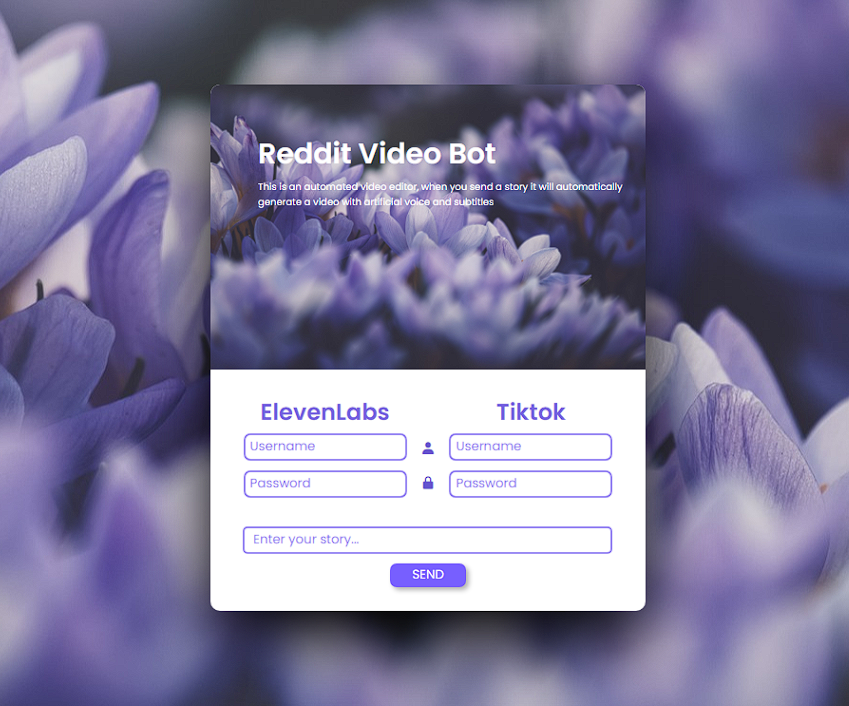 Reddit Video Bot
This is an automated video editor, when you send a story it will automatically
generate a video with artificial voice and subtitles
ElevenLabs
Tiktok
Username
Username
Password
Password
Enter your story...
SEND